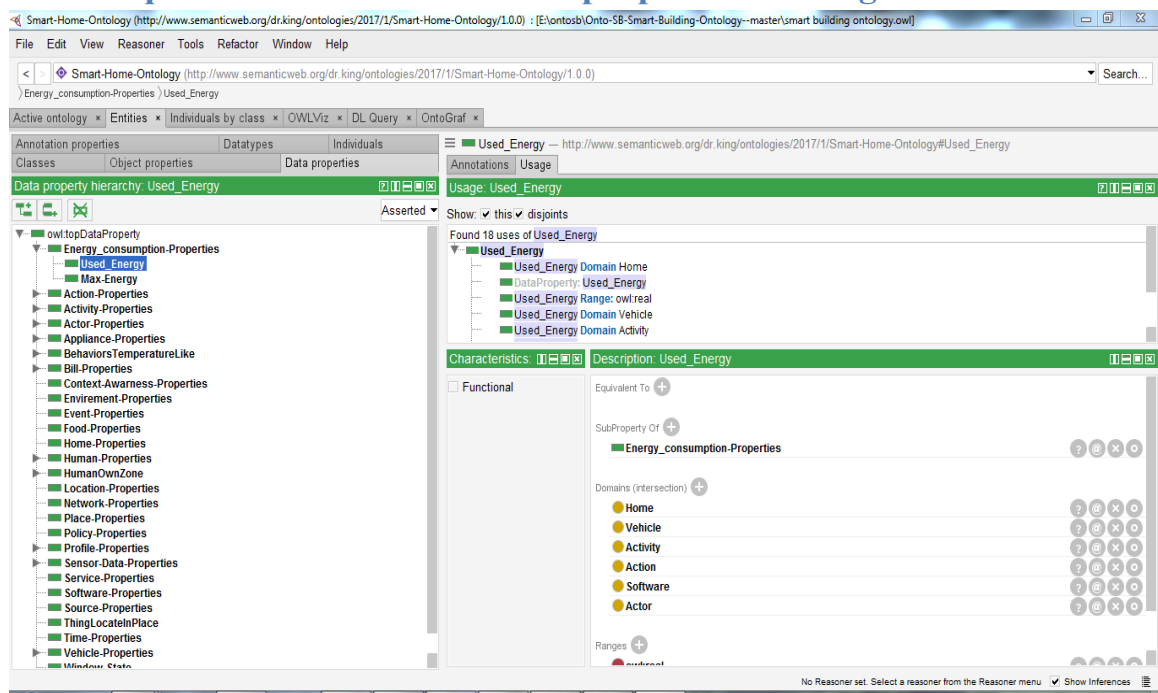 Smart-Home-Ontology (http://www.semanticweb.org/dr.king/ontologies/2017/1/Smart-Home-Ontology/1.0.0) : [E:\ontosb\Onto-SB-Smart-Building-Ontology--master\smart building ontology.owl]
File Edit View Reasoner Tools Refactor Window Help
< > Smart-Home-Ontology (http://www.semanticweb.org/dr.king/ontologies/2017/1/Smart-Home-Ontology/1.0.0) Search...
Energy_consumption-Properties Used_Energy
Active ontology × Entities × Individuals by class × OWLViz × DL Query × OntoGraf ×
Annotation properties Datatypes Individuals
Classes Object properties Data properties
Data property hierarchy: Used_Energy
Asserted
owl:topDataProperty
Energy_consumption-Properties
Used_Energy
Max-Energy
Action-Properties
Activity-Properties
Actor-Properties
Appliance-Properties
BehaviorsTemperatureLike
Bill-Properties
Context-Awarness-Properties
Envirement-Properties
Event-Properties
Food-Properties
Home-Properties
Human-Properties
HumanOwnZone
Location-Properties
Network-Properties
Place-Properties
Policy-Properties
Profile-Properties
Sensor-Data-Properties
Service-Properties
Software-Properties
Source-Properties
ThingLocateInPlace
Time-Properties
Vehicle-Properties
Window-State
Used_Energy — http://www.semanticweb.org/dr.king/ontologies/2017/1/Smart-Home-Ontology#Used_Energy
Annotations Usage
Usage: Used_Energy
Show: this disjoints
Found 18 uses of Used_Energy
Used_Energy
Used_Energy Domain Home
DataProperty: Used_Energy
Used_Energy Range: owl:real
Used_Energy Domain Vehicle
Used_Energy Domain Activity
Characteristics:
Functional
Description: Used_Energy
Equivalent To
SubProperty Of
Energy_consumption-Properties
Domains (intersection)
Home
Vehicle
Activity
Action
Software
Actor
Ranges
owl:real
No Reasoner set. Select a reasoner from the Reasoner menu Show Inferences